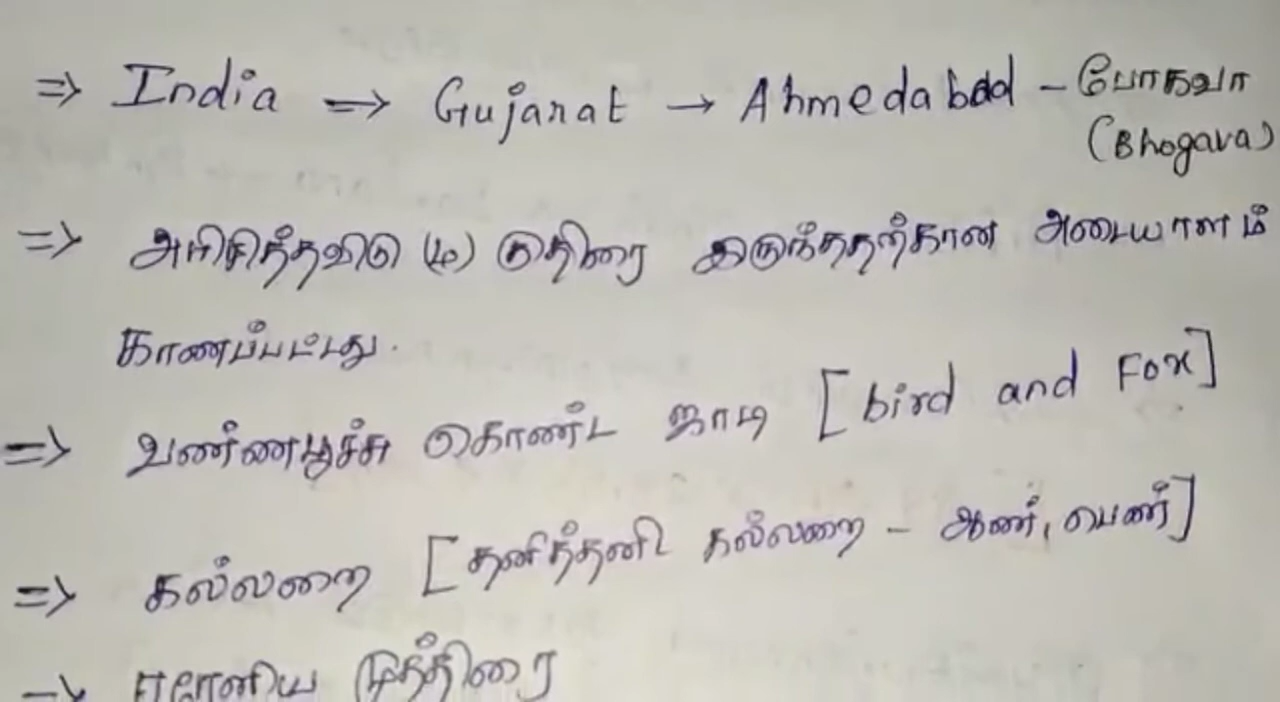 ⇒ India ⇒ Gujarat → Ahmedabad - போகவா
(Bhogava)
⇒ அரிசித்தவிடு (ம) குதிரை இருந்ததற்கான அடையாளம்
காணப்பட்டது.
⇒ வண்ணபூச்சு கொண்ட ஜாடி [bird and Fox]
⇒ கல்லறை [தனித்தனி கல்லறை - ஆண், பெண்]
→ ஈரானிய முத்திரை